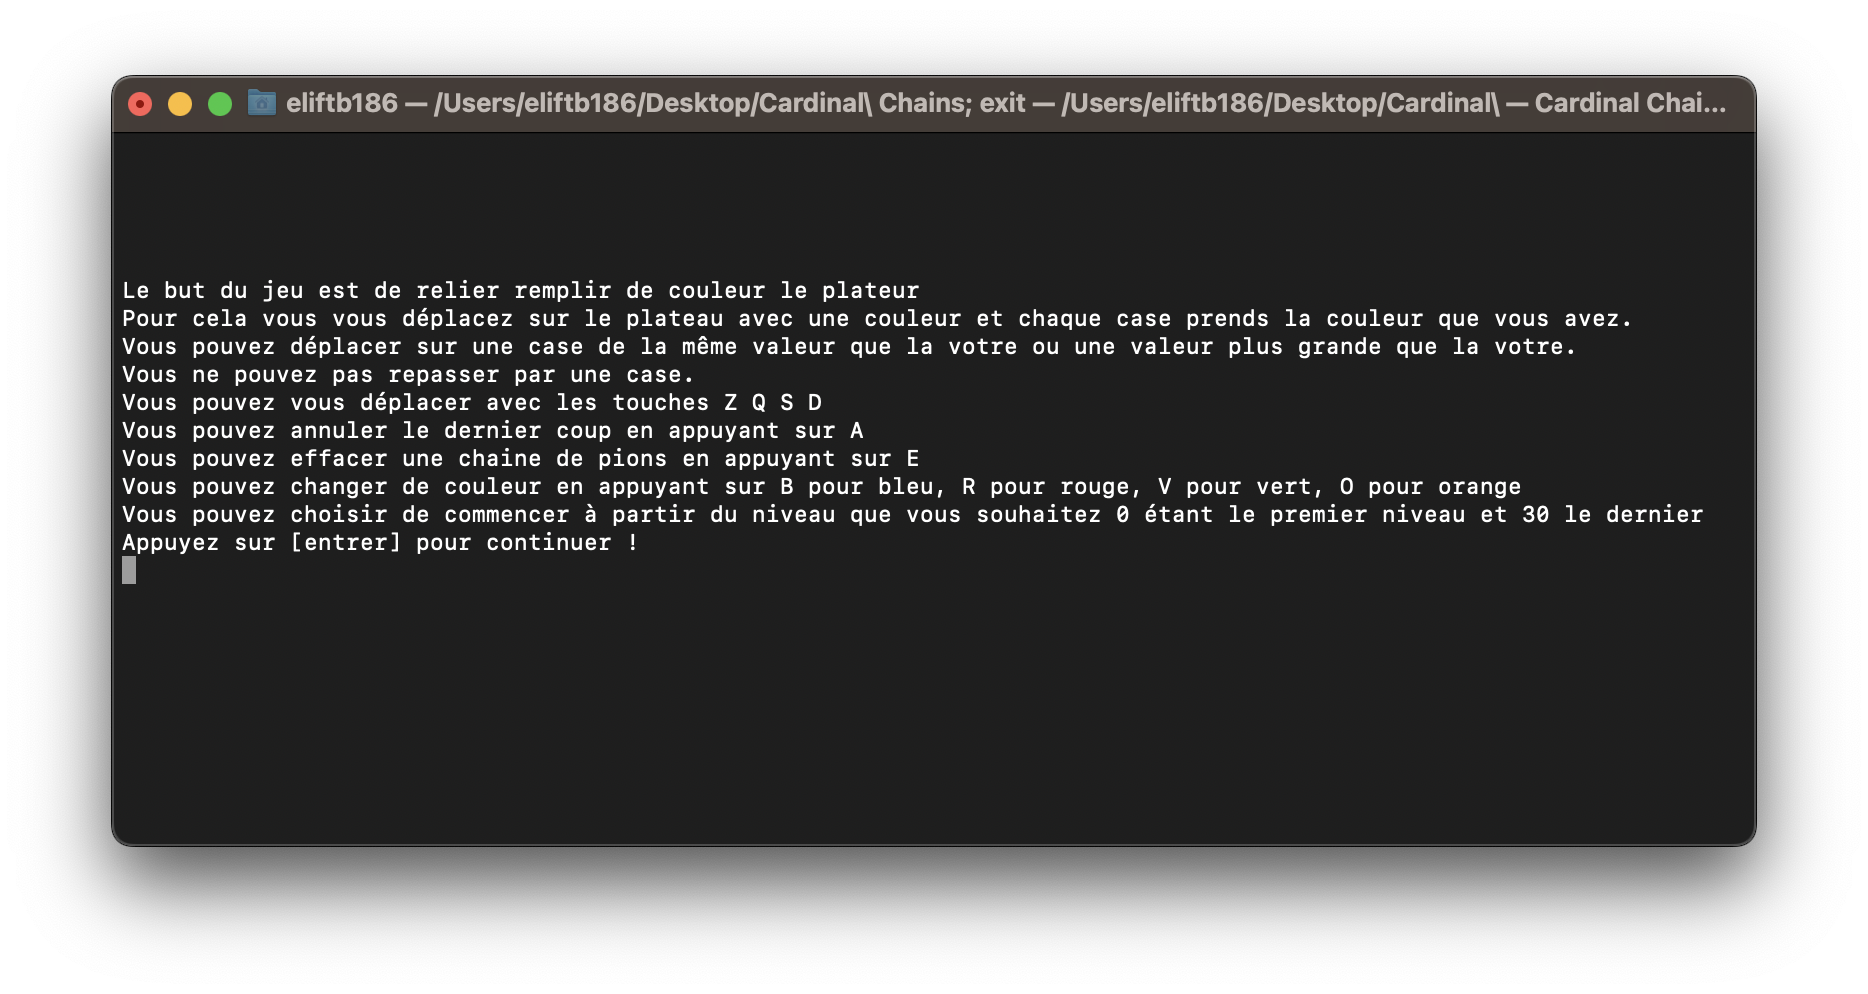 eliftb186 — /Users/eliftb186/Desktop/Cardinal\ Chains; exit — /Users/eliftb186/Desktop/Cardinal\ — Cardinal Chai...
Le but du jeu est de relier remplir de couleur le plateur
Pour cela vous vous déplacez sur le plateau avec une couleur et chaque case prends la couleur que vous avez.
Vous pouvez déplacer sur une case de la même valeur que la votre ou une valeur plus grande que la votre.
Vous ne pouvez pas repasser par une case.
Vous pouvez vous déplacer avec les touches Z Q S D
Vous pouvez annuler le dernier coup en appuyant sur A
Vous pouvez effacer une chaine de pions en appuyant sur E
Vous pouvez changer de couleur en appuyant sur B pour bleu, R pour rouge, V pour vert, O pour orange
Vous pouvez choisir de commencer à partir du niveau que vous souhaitez 0 étant le premier niveau et 30 le dernier
Appuyez sur [entrer] pour continuer !